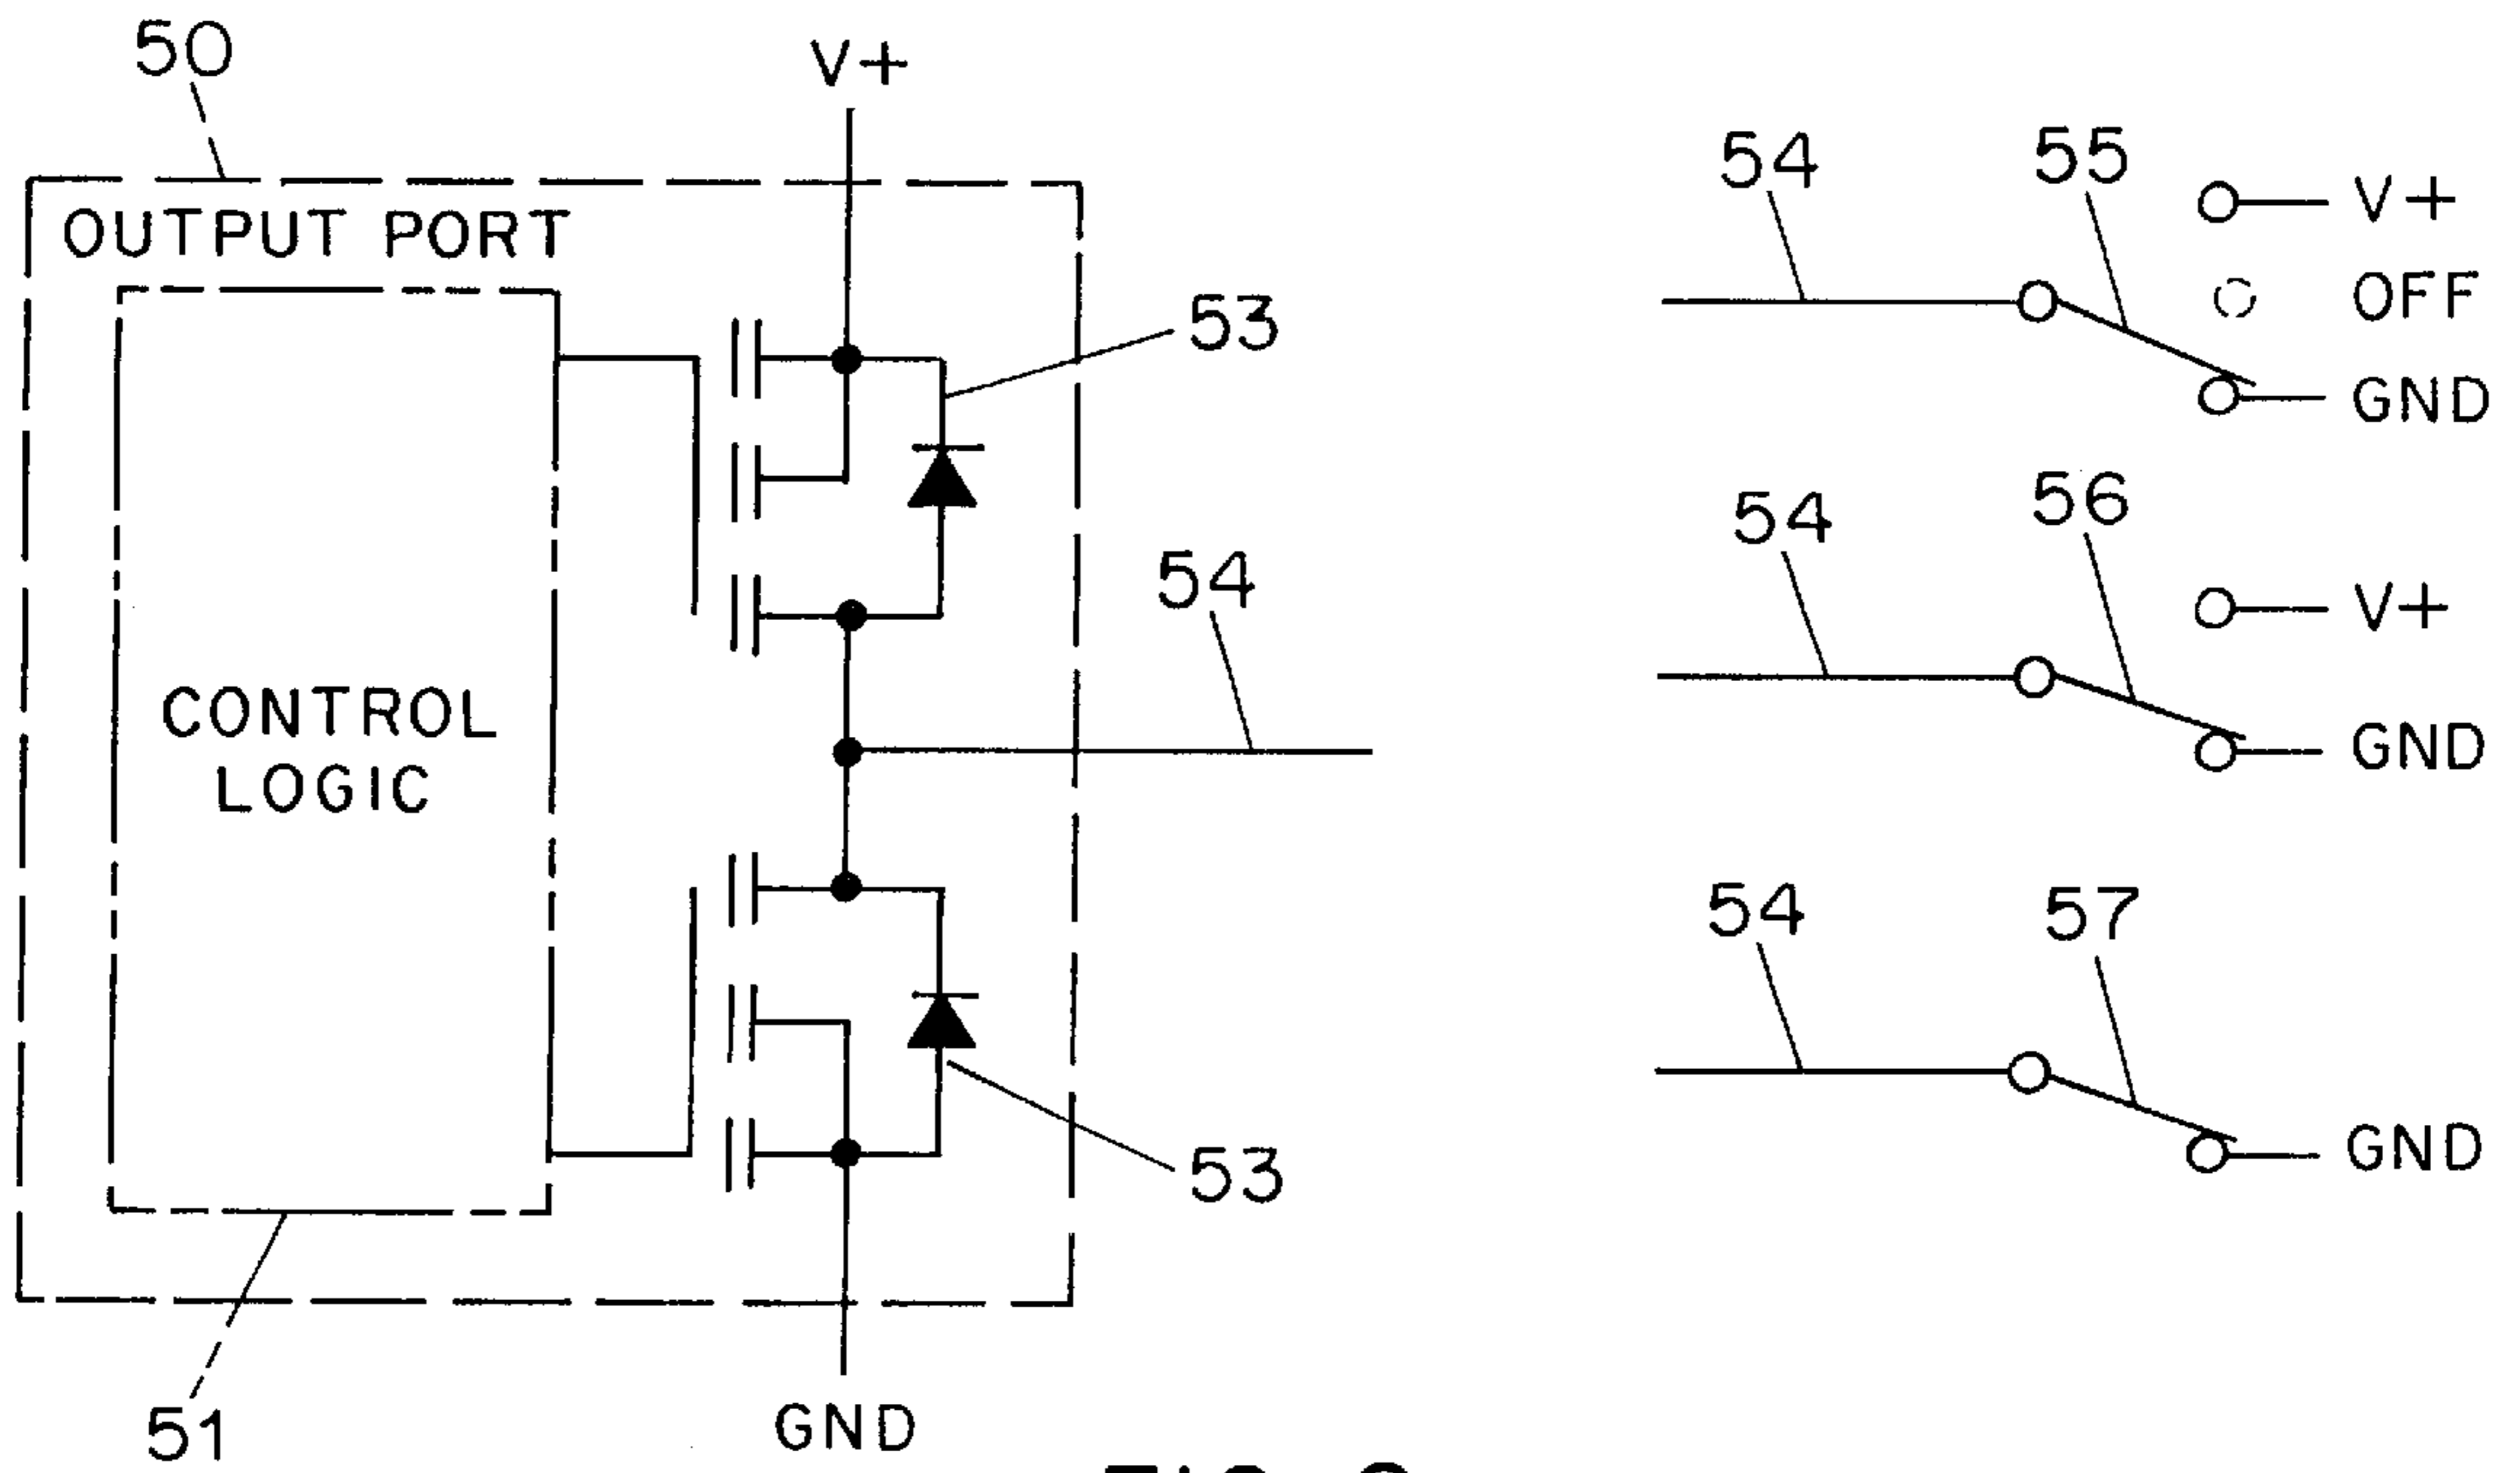 50
V+
OUTPUT PORT
53
54
CONTROL
LOGIC
53
51
GND
54
55
V+
OFF
GND
54
56
V+
GND
54
57
GND